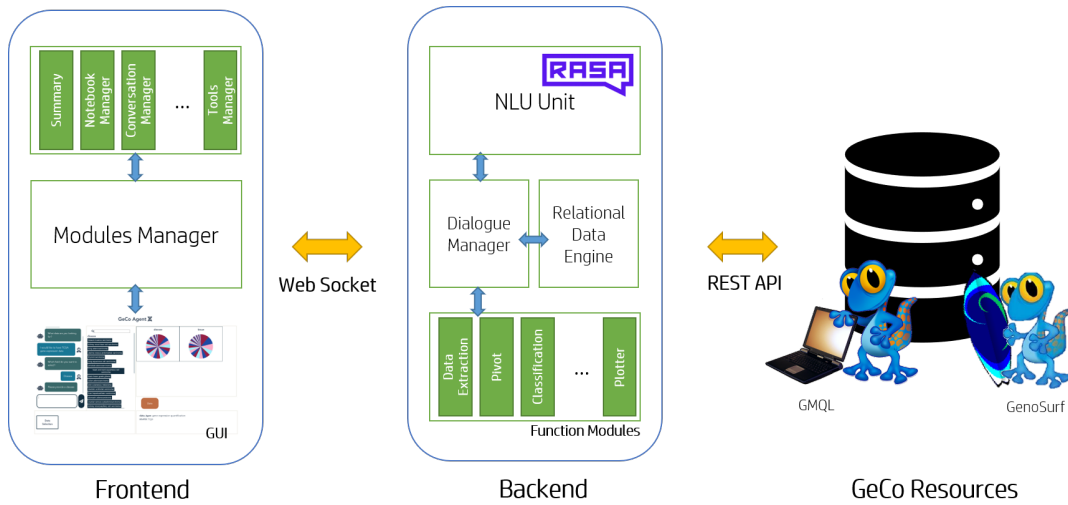 Summary
Notebook
Manager
Conversation
Manager
...
Tools
Manager
Modules Manager
GeCo Agent
GUI
Frontend
Web Socket
RASA
NLU Unit
Dialogue
Manager
Relational
Data
Engine
Data
Extraction
Pivot
Classification
...
Plotter
Function Modules
Backend
REST API
GMQL
GenoSurf
GeCo Resources